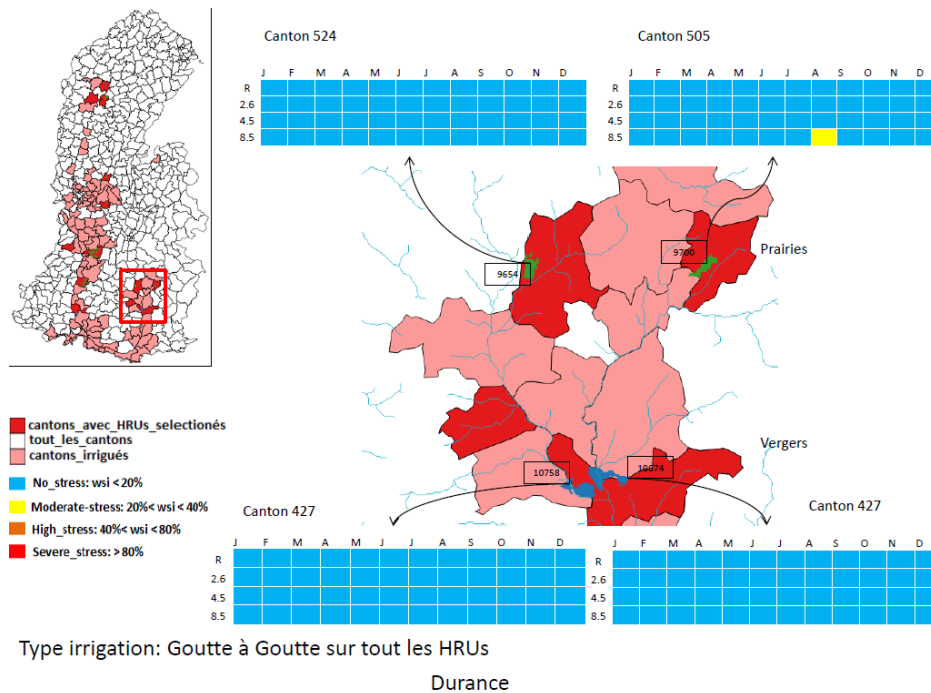 Canton 524
Canton 505
J F M A M J J A S O N D
R
2.6
4.5
8.5
J F M A M J J A S O N D
R
2.6
4.5
8.5
9654
9700
Prairies
Vergers
10758
10674
cantons_avec_HRUs_selectionés
tout_les_cantons
cantons_irrigués
No_stress: wsi <20%
Moderate-stress: 20%< wsi < 40%
High_stress: 40%< wsi < 80%
Severe_stress: >80%
Canton 427
Canton 427
J F M A M J J A S O N D
R
2.6
4.5
8.5
J F M A M J J A S O N D
R
2.6
4.5
8.5
Type irrigation: Goutte à Goutte sur tout les HRUs
Durance